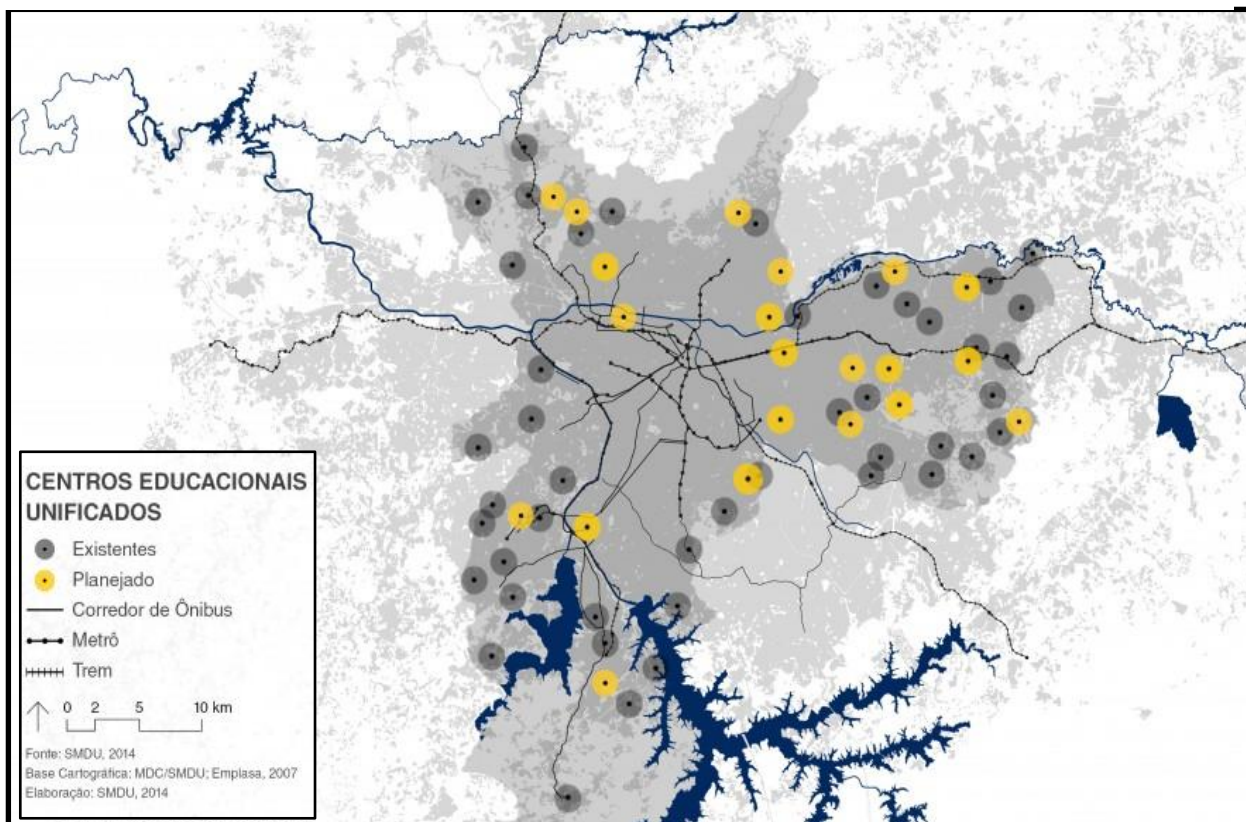 CENTROS EDUCACIONAIS
UNIFICADOS
Existentes
Planejado
Corredor de Ônibus
Metrô
Trem
0 2 5 10 km
Fonte: SMDU, 2014
Base Cartográfica: MDC/SMDU; Emplasa, 2007
Elaboração: SMDU, 2014